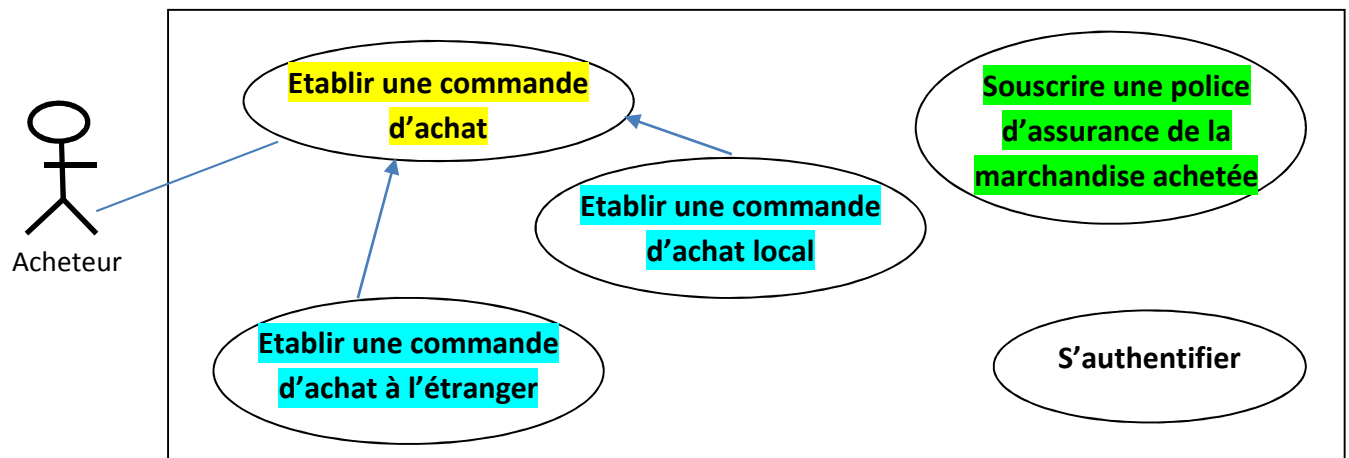 Etablir une commande
d’achat
Souscrire une police
d’assurance de la
marchandise achetée
Etablir une commande
d’achat local
Acheteur
Etablir une commande
d’achat à l’étranger
S’authentifier